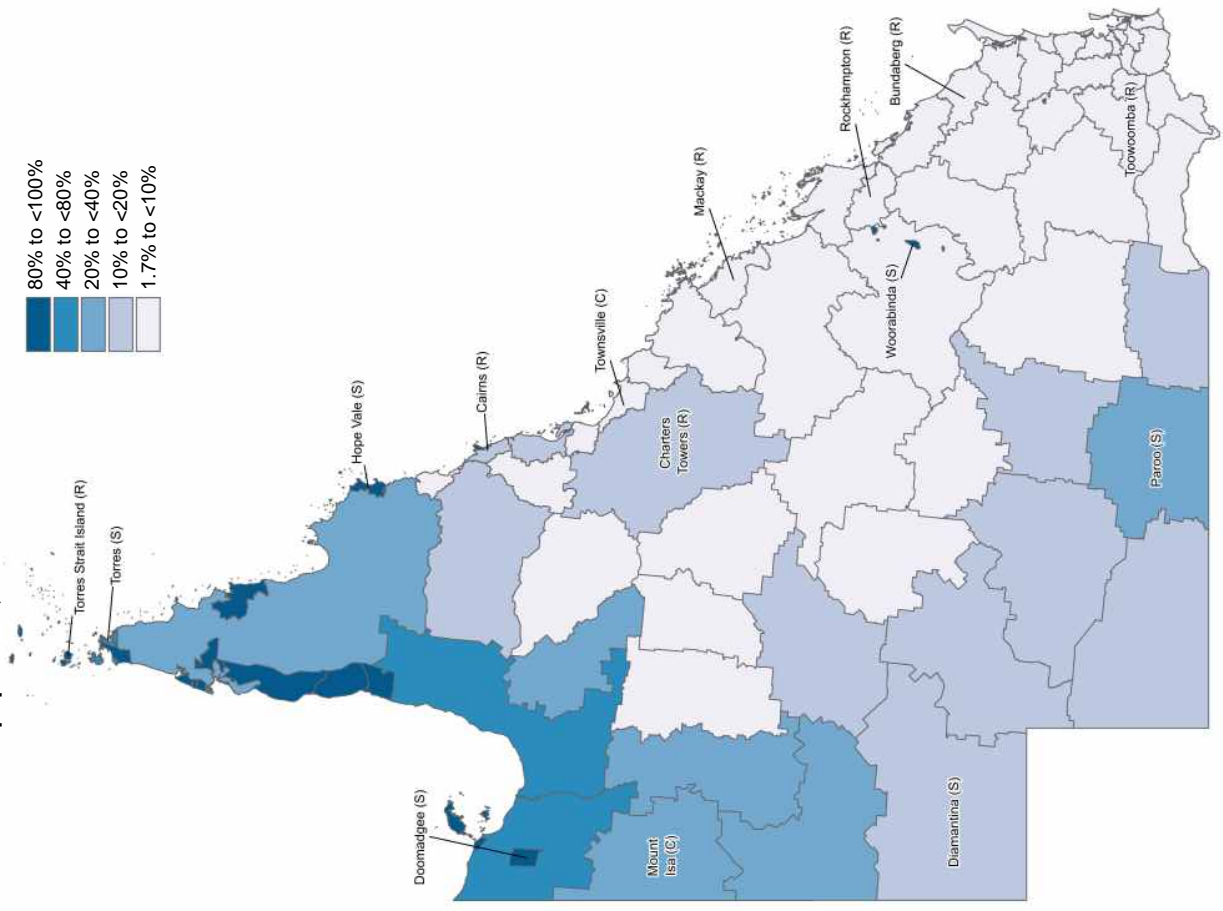 80% to <100%
40% to <80%
20% to <40%
10% to <20%
1.7% to <10%
Torres Strait Island (R)
Torres (S)
Hope Vale (S)
Cairns (R)
Doomadgee (S)
Townsville (C)
Mount
Isa (C)
Charters
Towers (R)
Mackay (R)
Rockhampton (R)
Woorabinda (S)
Bundaberg (R)
Diamantina (S)
Paroo (S)
Toowoomba (R)